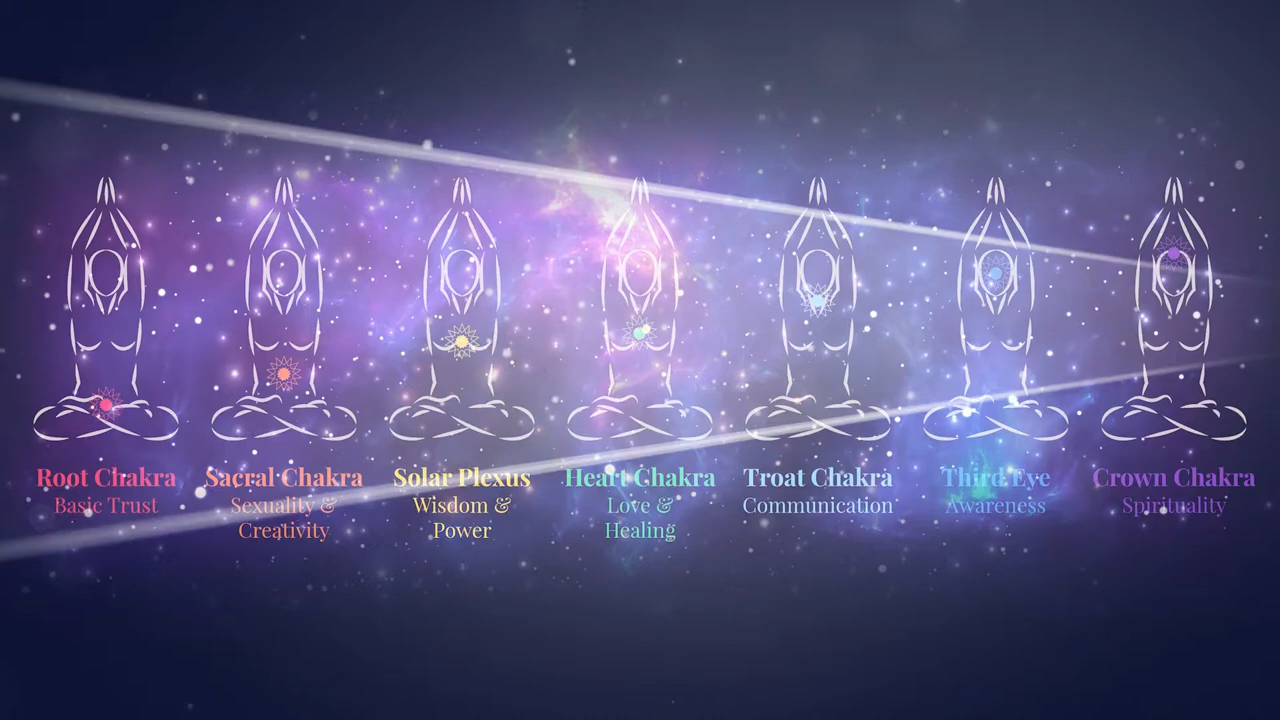 Root Chakra
Basic Trust
Sacral Chakra
Sexuality &
Creativity
Solar Plexus
Wisdom &
Power
Heart Chakra
Love &
Healing
Troat Chakra
Communication
Third Eye
Awareness
Crown Chakra
Spirituality